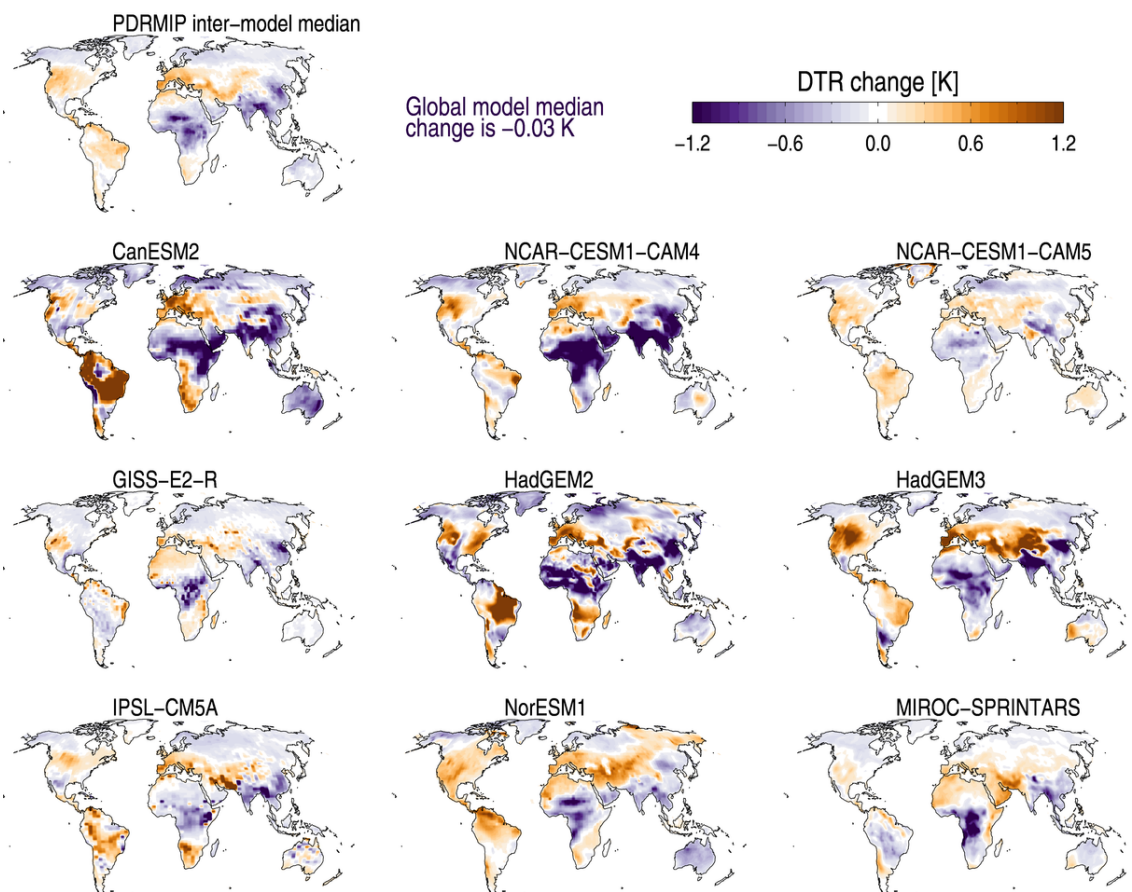 PDRMIP inter-model median
Global model median
change is -0.03 K
DTR change [K]
-1.2 -0.6 0.0 0.6 1.2
CanESM2
NCAR-CESM1-CAM4
NCAR-CESM1-CAM5
GISS-E2-R
HadGEM2
HadGEM3
IPSL-CM5A
NorESM1
MIROC-SPRINTARS